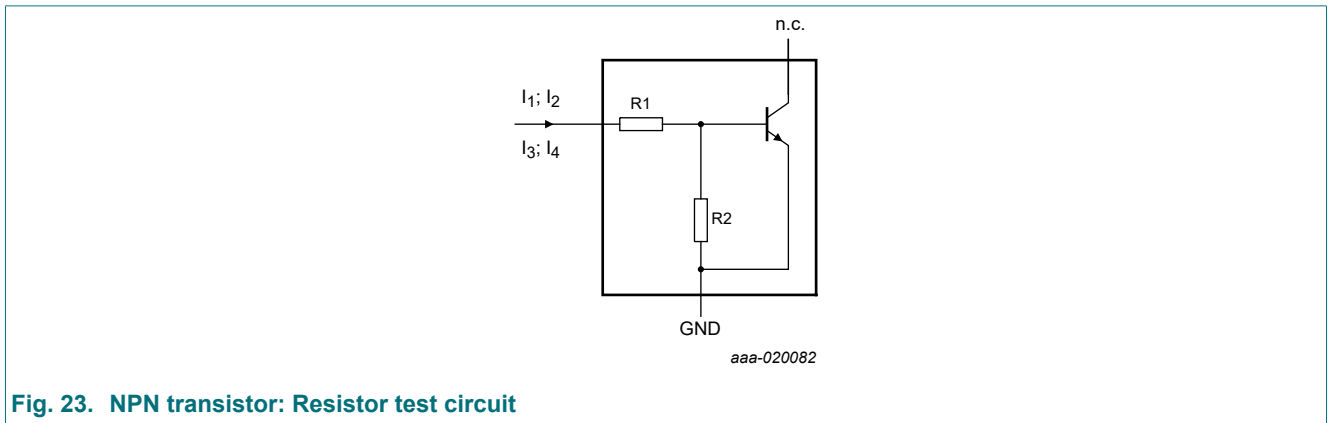 n.c.
I1; I2
R1
I3; I4
R2
GND
aaa-020082
Fig. 23. NPN transistor: Resistor test circuit